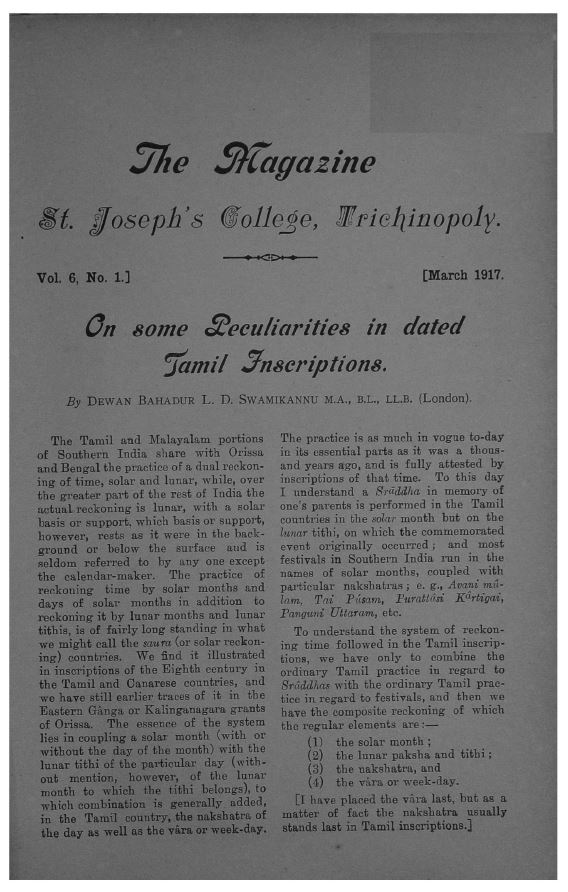 The Magazine
St. Joseph's College, Trichinopoly.
Vol. 6, No. 1.]
[March 1917.
On some Peculiarities in dated
Tamil Inscriptions.
By DEWAN BAHADUR L. D. SWAMIKANNU M.A., B.L., LL.B. (London).
The Tamil and Malayalam portions
of Southern India share with Orissa
and Bengal the practice of a dual reckon-
ing of time, solar and lunar, while, over
the greater part of the rest of India the
actual reckoning is lunar, with a solar
basis or support, which basis or support,
however, rests as it were in the back-
ground or below the surface and is
seldom referred to by any one except
the calendar-maker. The practice of
reckoning time by solar months and
days of solar months in addition to
reckoning it by lunar months and lunar
tithis, is of fairly long standing in what
we might call the saura (or solar reckon-
ing) countries. We find it illustrated
in inscriptions of the Eighth century in
the Tamil and Canarese countries, and
we have still earlier traces of it in the
Eastern Gânga or Kalinganagara grants
of Orissa. The essence of the system
lies in coupling a solar month (with or
without the day of the month) with the
lunar tithi of the particular day (with-
out mention, however, of the lunar
month to which the tithi belongs), to
which combination is generally added,
in the Tamil country, the nakshatra of
the day as well as the vâra or week-day.
The practice is as much in vogue to-day
in its essential parts as it was a thous-
and years ago, and is fully attested by
inscriptions of that time. To this day
I understand a Sráddha in memory of
one's parents is performed in the Tamil
countries in the solar month but on the
lunar tithi, on which the commemorated
event originally occurred; and most
festivals in Southern India run in the
names of solar months, coupled with
particular nakshatras; e. g., Avani mú-
lam, Tai Púsam, Purattási Kârtigai,
Panguni Uttaram, etc.
To understand the system of reckon-
ing time followed in the Tamil inscrip-
tions, we have only to combine the
ordinary Tamil practice in regard to
Sráddhas with the ordinary Tamil prac-
tice in regard to festivals, and then we
have the composite reckoning of which
the regular elements are:—
(1) the solar month;
(2) the lunar paksha and tithi;
(3) the nakshatra, and
(4) the vâra or week-day.
[I have placed the vâra last, but as a
matter of fact the nakshatra usually
stands last in Tamil inscriptions.]